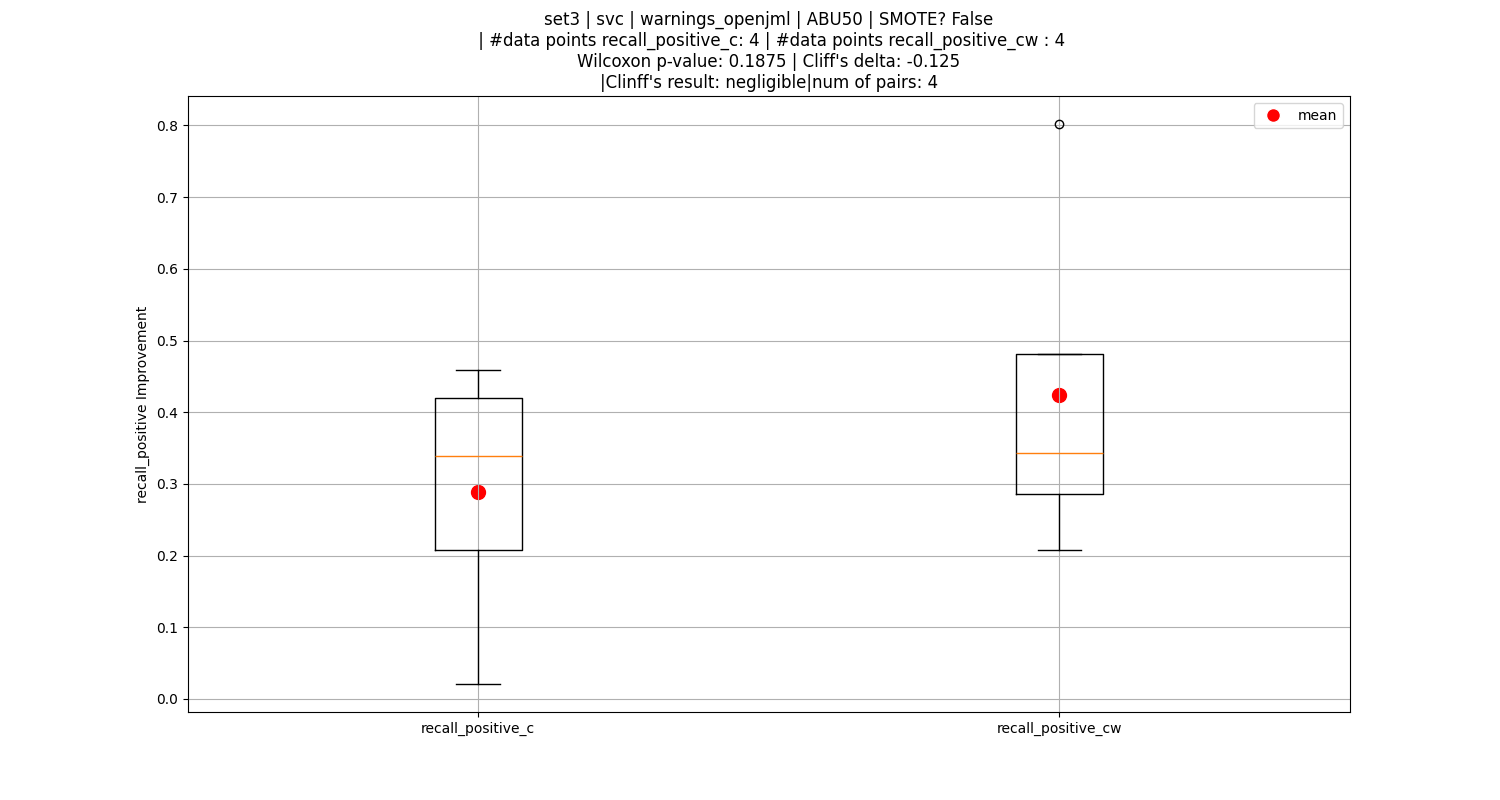 set3 | svc | warnings_openjml | ABU50 | SMOTE? False
| #data points recall_positive_c: 4 | #data points recall_positive_cw : 4
Wilcoxon p-value: 0.1875 | Cliff's delta: -0.125
|Clinff's result: negligible|num of pairs: 4
mean
0.8
0.7
0.6
0.5
0.4
0.3
0.2
0.1
0.0
recall_positive Improvement
recall_positive_c
recall_positive_cw